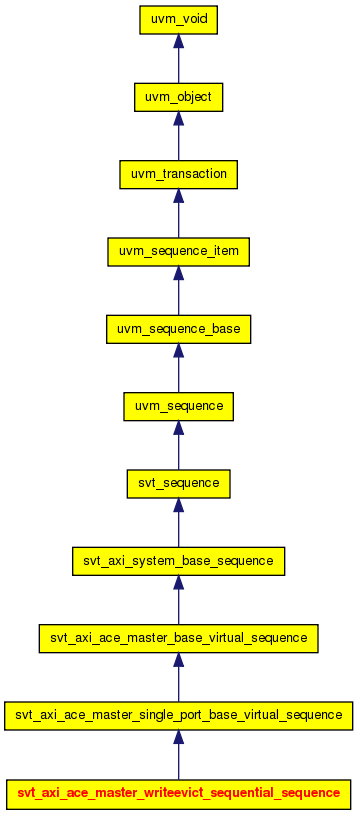 uvm_void
uvm_object
uvm_transaction
uvm_sequence_item
uvm_sequence_base
uvm_sequence
svt_sequence
svt_axi_system_base_sequence
svt_axi_ace_master_base_virtual_sequence
svt_axi_ace_master_single_port_base_virtual_sequence
svt_axi_ace_master_writeevict_sequential_sequence